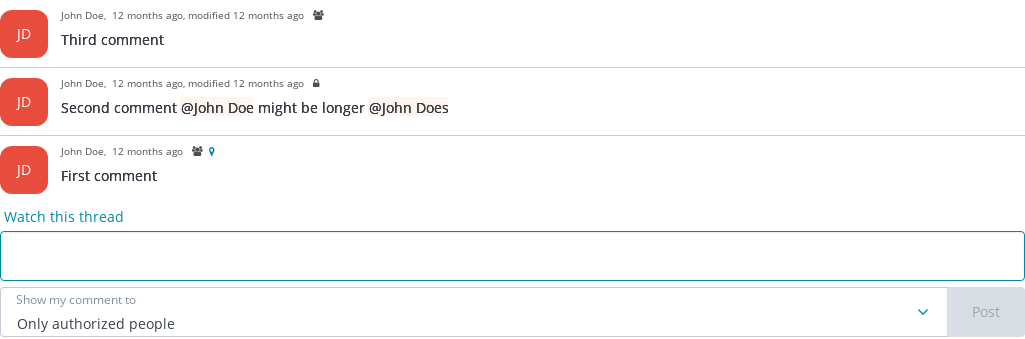 JD
John Doe, 12 months ago, modified 12 months ago
Third comment
JD
John Doe, 12 months ago, modified 12 months ago
Second comment @John Doe might be longer @John Does
JD
John Doe, 12 months ago
First comment
Watch this thread
Show my comment to
Only authorized people
Post